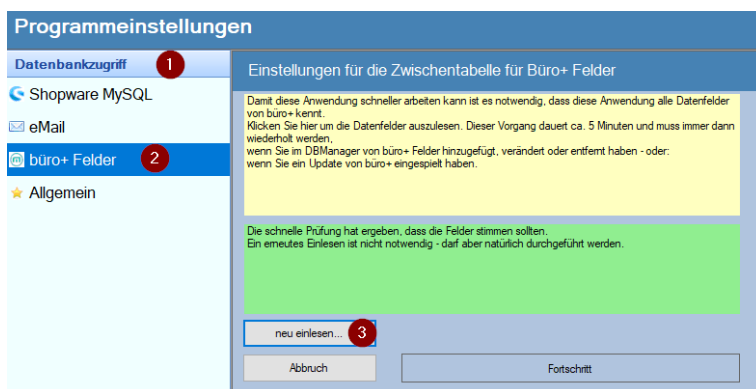 Programmeinstellungen
Datenbankzugriff 1
Shopware MySQL
eMail
büro+ Felder 2
Allgemein
Einstellungen für die Zwischentabelle für Büro+ Felder
Damit diese Anwendung schneller arbeiten kann ist es notwendig, dass diese Anwendung alle Datenfelder
von büro+ kennt.
Klicken Sie hier um die Datenfelder auszulesen. Dieser Vorgang dauert ca. 5 Minuten und muss immer dann
wiederholt werden,
wenn Sie im DBManager von büro+ Felder hinzugefügt, verändert oder entfernt haben - oder:
wenn Sie ein Update von büro+ eingespielt haben.
Die schnelle Prüfung hat ergeben, dass die Felder stimmen sollten.
Ein erneutes Einlesen ist nicht notwendig - darf aber natürlich durchgeführt werden.
neu einlesen... 3
Abbruch
Fortschritt